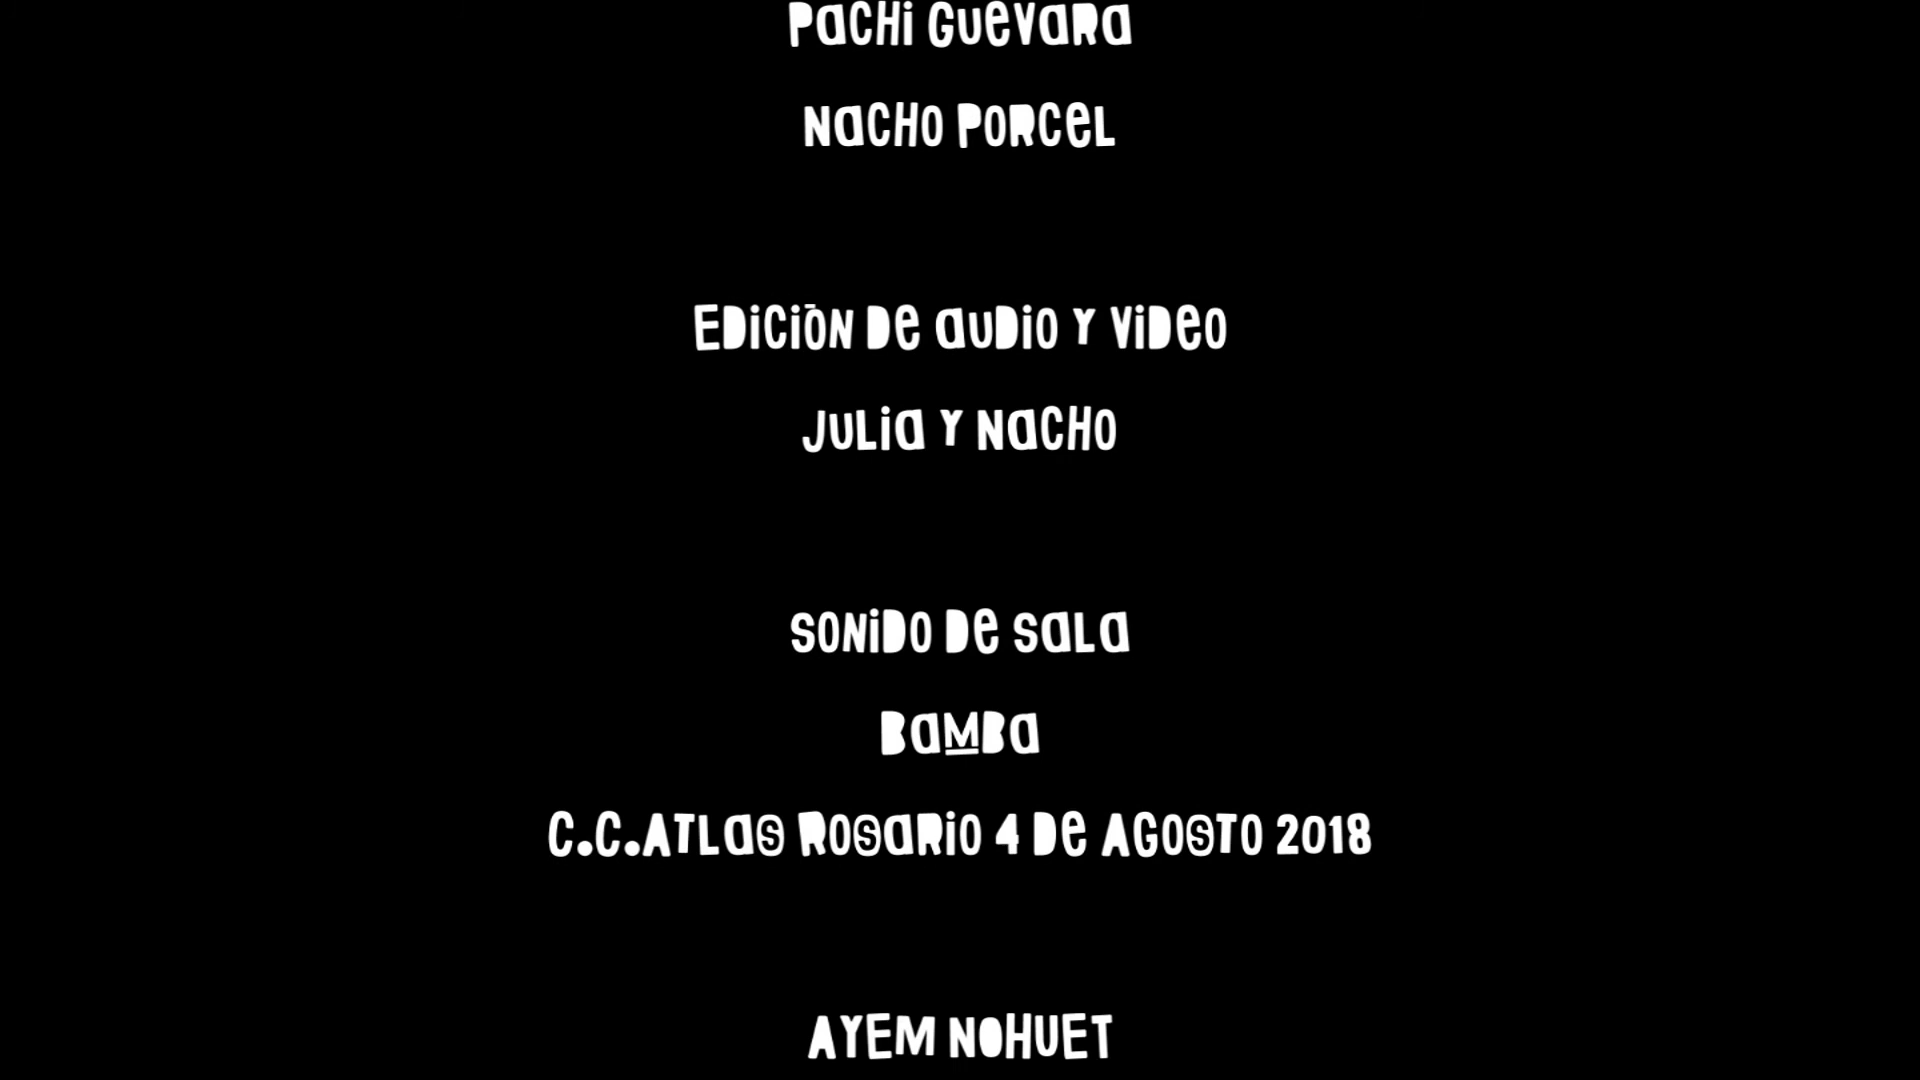 Pachi Guevara
Nacho Porcel
Edición de audio y video
Julia y Nacho
Sonido de sala
Bamba
C.C.Atlas Rosario 4 de Agosto 2018
AYEM NOHUET